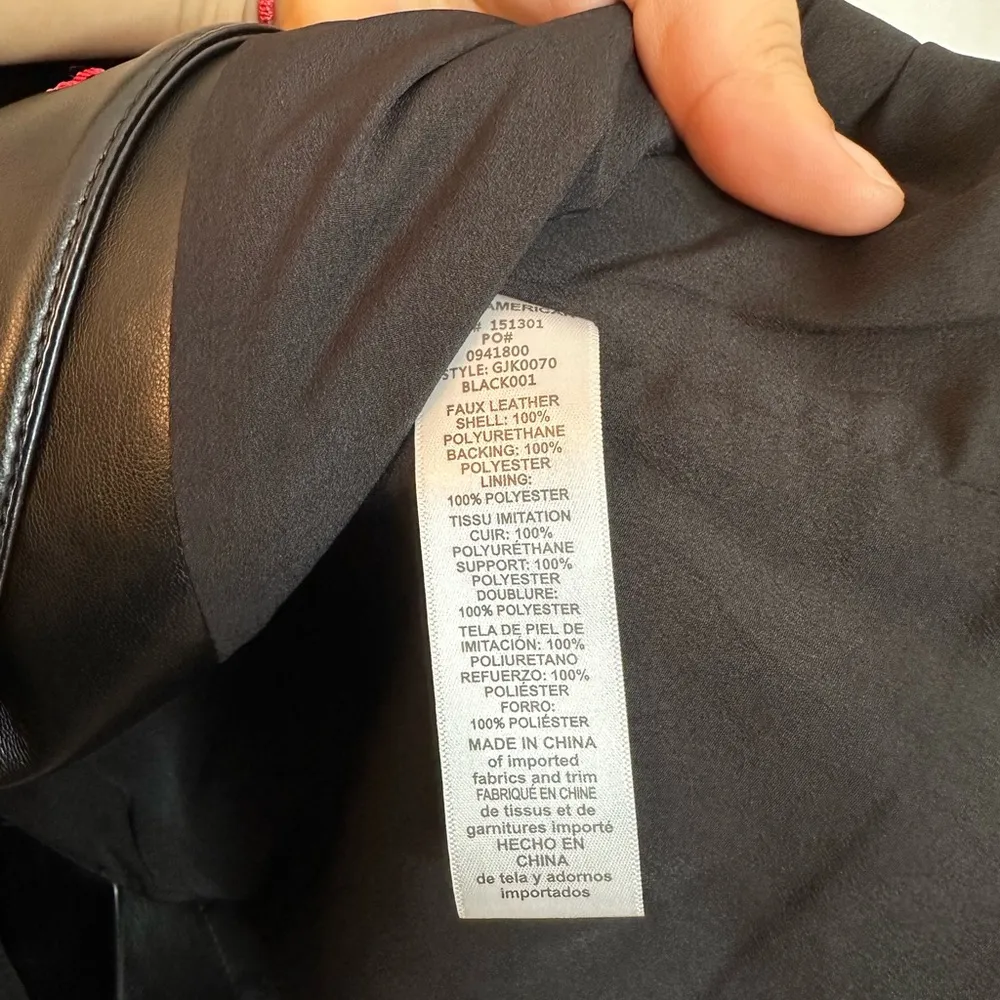 AMERICAN
# 151301
PO#
0941800
STYLE: GJK0070
BLACK001
FAUX LEATHER
SHELL: 100%
POLYURETHANE
BACKING: 100%
POLYESTER
LINING:
100% POLYESTER
TISSU IMITATION
CUIR: 100%
POLYURÉTHANE
SUPPORT: 100%
POLYESTER
DOUBLURE:
100% POLYESTER
TELA DE PIEL DE
IMITACIÓN: 100%
POLIURETANO
REFUERZO: 100%
POLIÉSTER
FORRO:
100% POLIÉSTER
MADE IN CHINA
of imported
fabrics and trim
FABRIQUÉ EN CHINE
de tissus et de
garnitures importé
HECHO EN
CHINA
de tela y adornos
importados